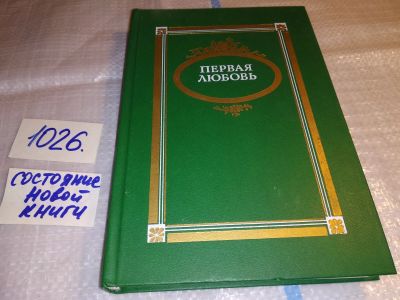 ПЕРВАЯ
ЛЮБОВЬ
1026.
состояние
новой
книги